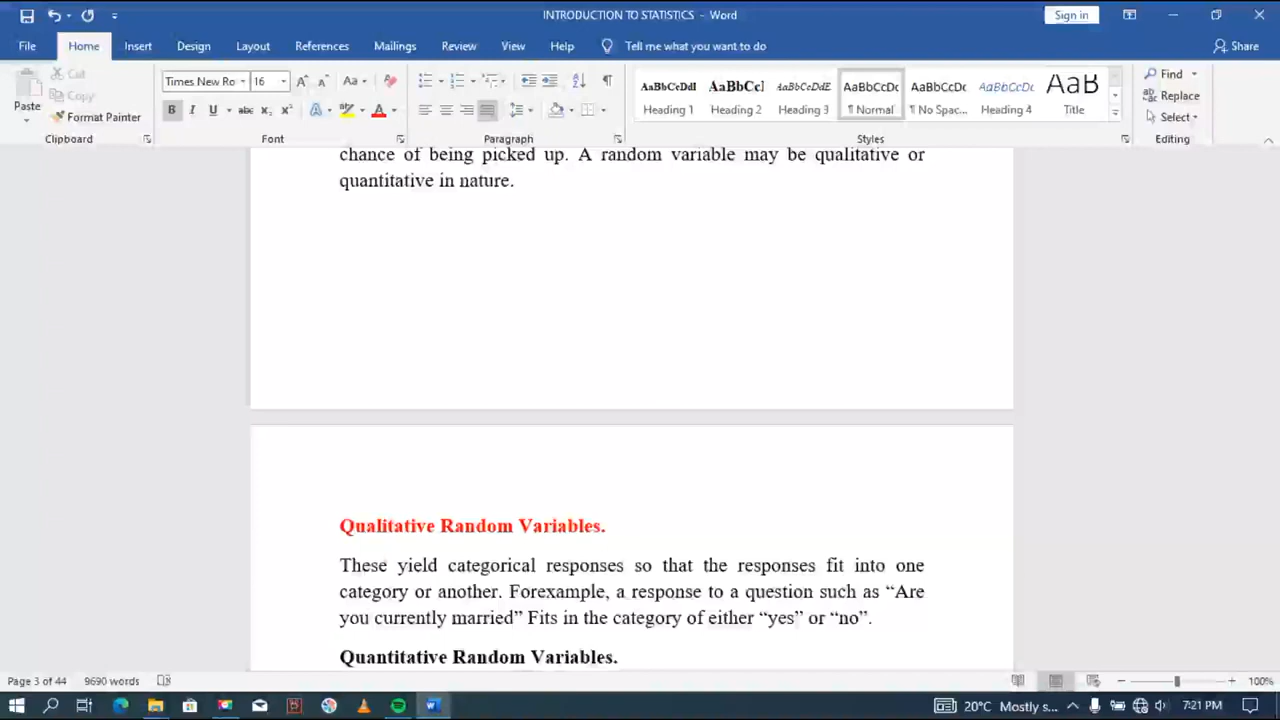 INTRODUCTION TO STATISTICS - Word
Sign in
File Home Insert Design Layout References Mailings Review View Help Tell me what you want to do Share
Paste
Cut
Copy
Format Painter
Clipboard
Times New Ro 16
Font
Paragraph
AaBbCcDdI AaBbCcI AaBbCcDdE AaBbCcDc AaBbCcDc AaBbCcDc AaB
Heading 1 Heading 2 Heading 3 ¶ Normal ¶ No Spac... Heading 4 Title
Styles
Find
Replace
Select
Editing
chance of being picked up. A random variable may be qualitative or
quantitative in nature.
Qualitative Random Variables.
These yield categorical responses so that the responses fit into one
category or another. Forexample, a response to a question such as “Are
you currently married” Fits in the category of either “yes” or “no”.
Quantitative Random Variables.
Page 3 of 44 9690 words 100%
20°C Mostly s... 7:21 PM